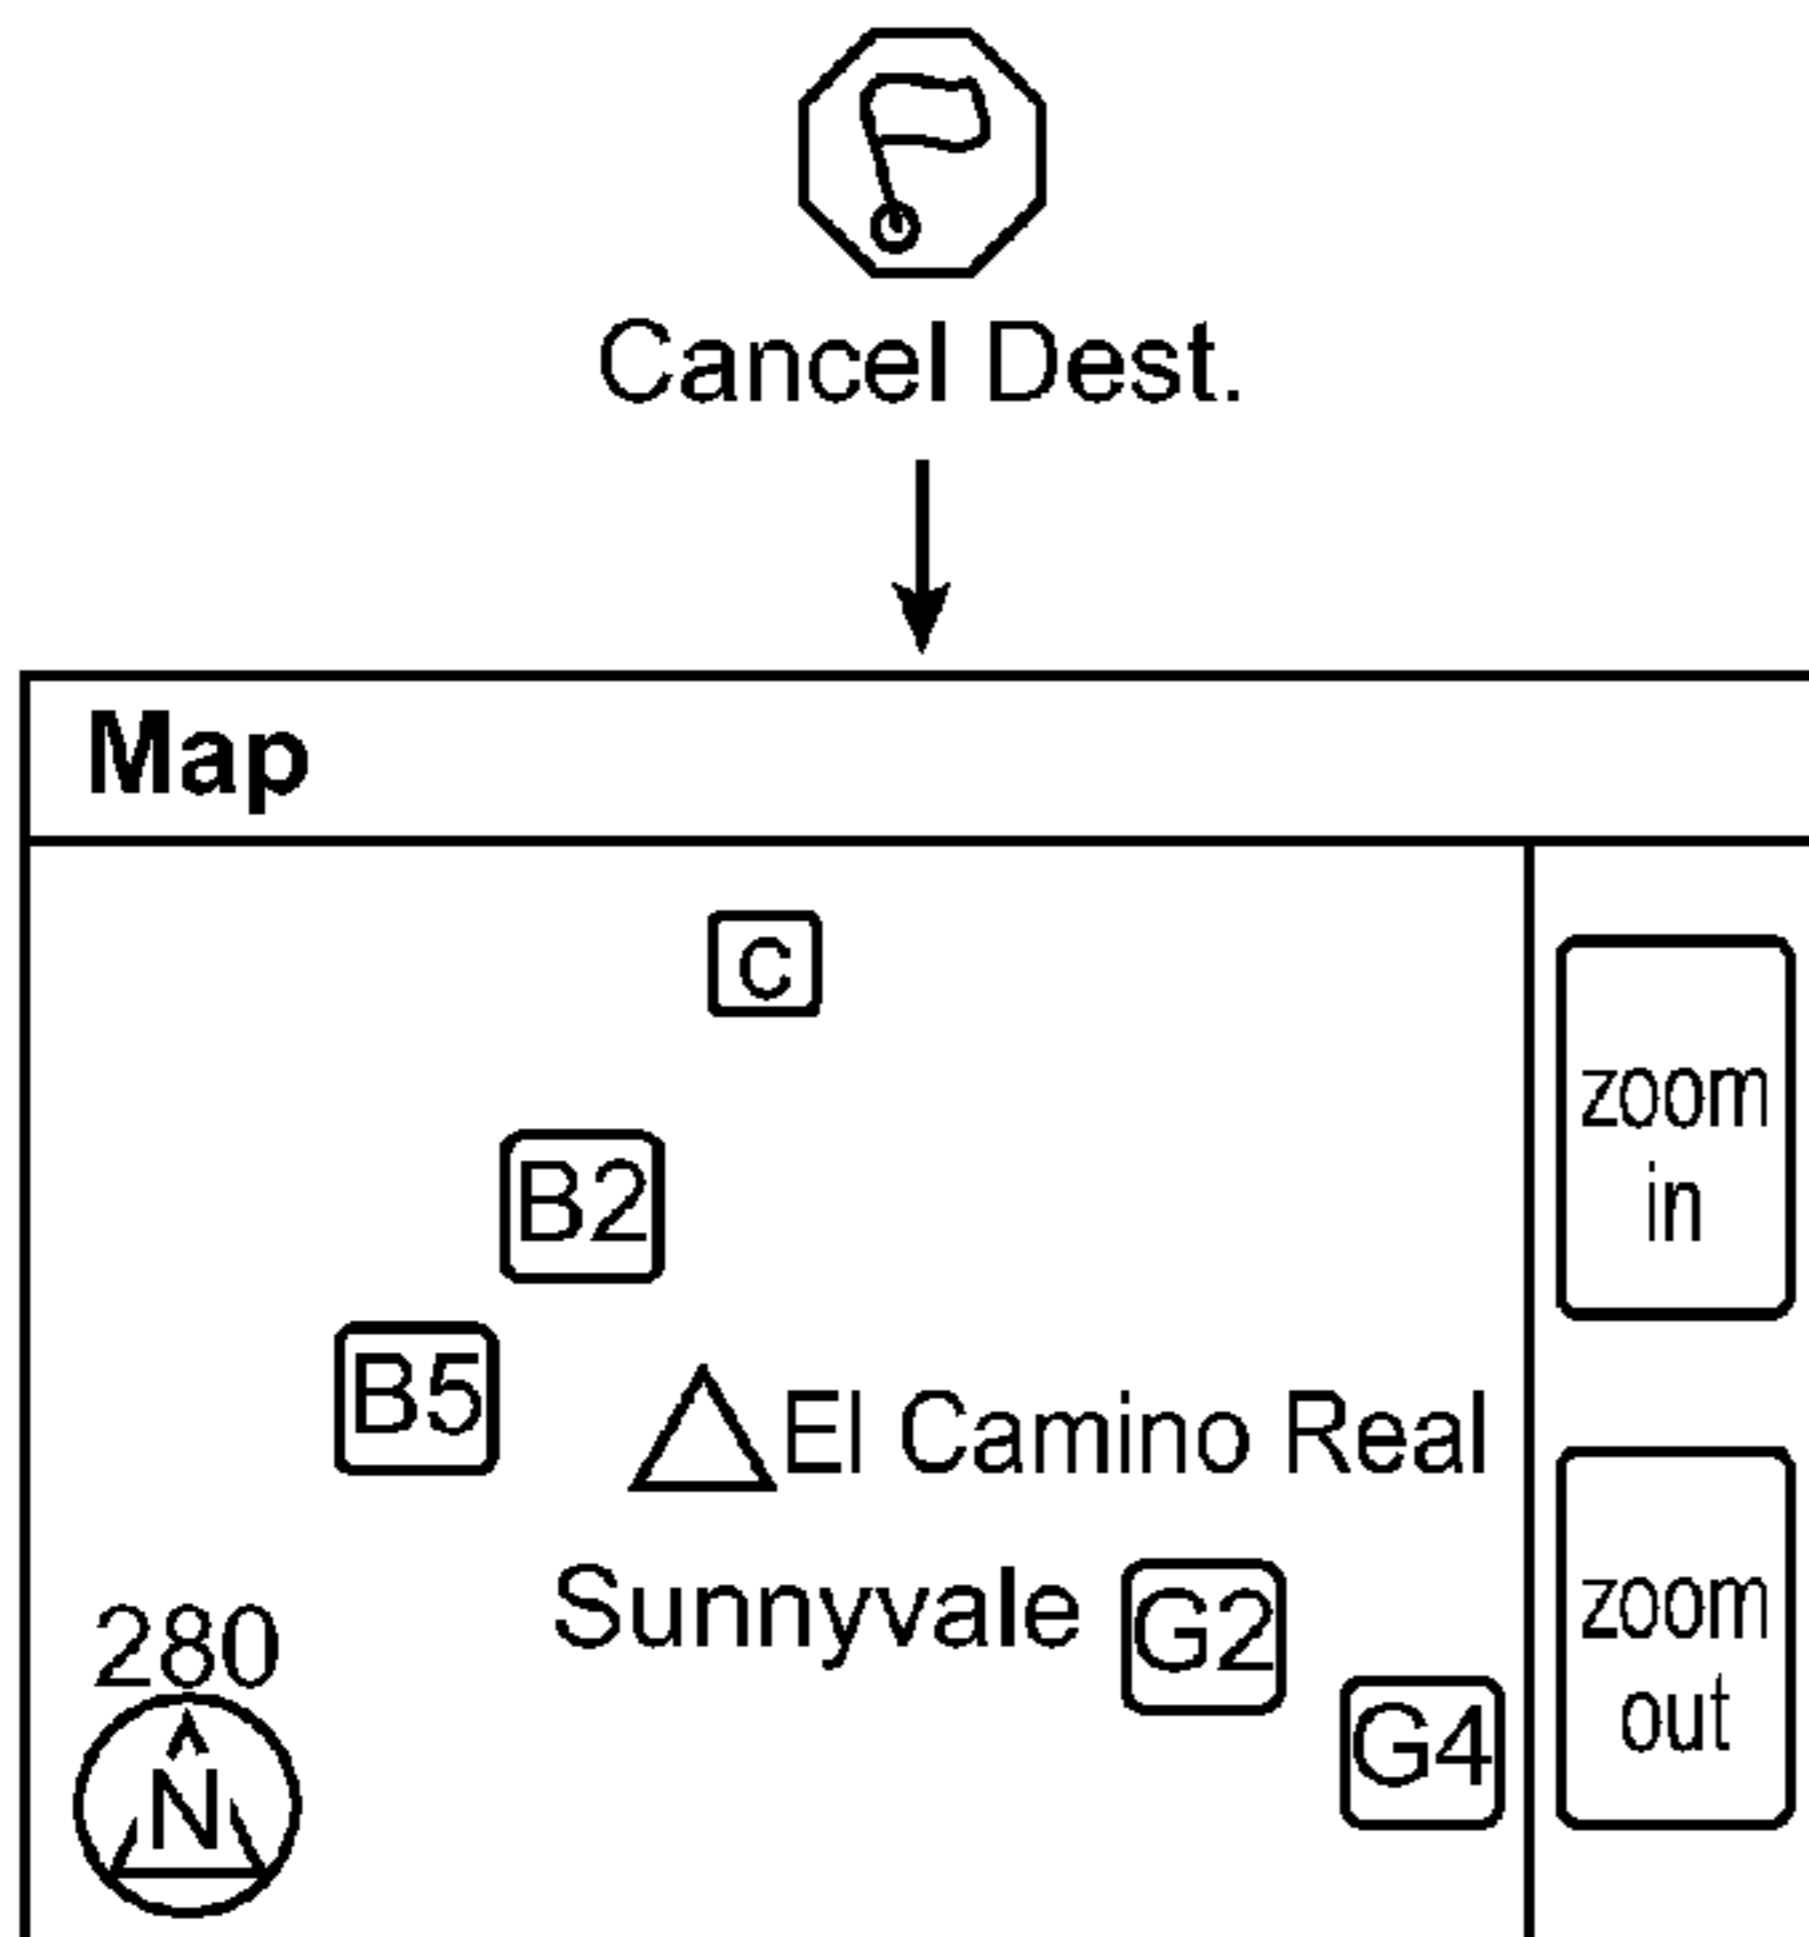 Cancel Dest.
Map
c
zoom
in
B2
B5
El Camino Real
Sunnyvale
G2
zoom
out
280
G4
N